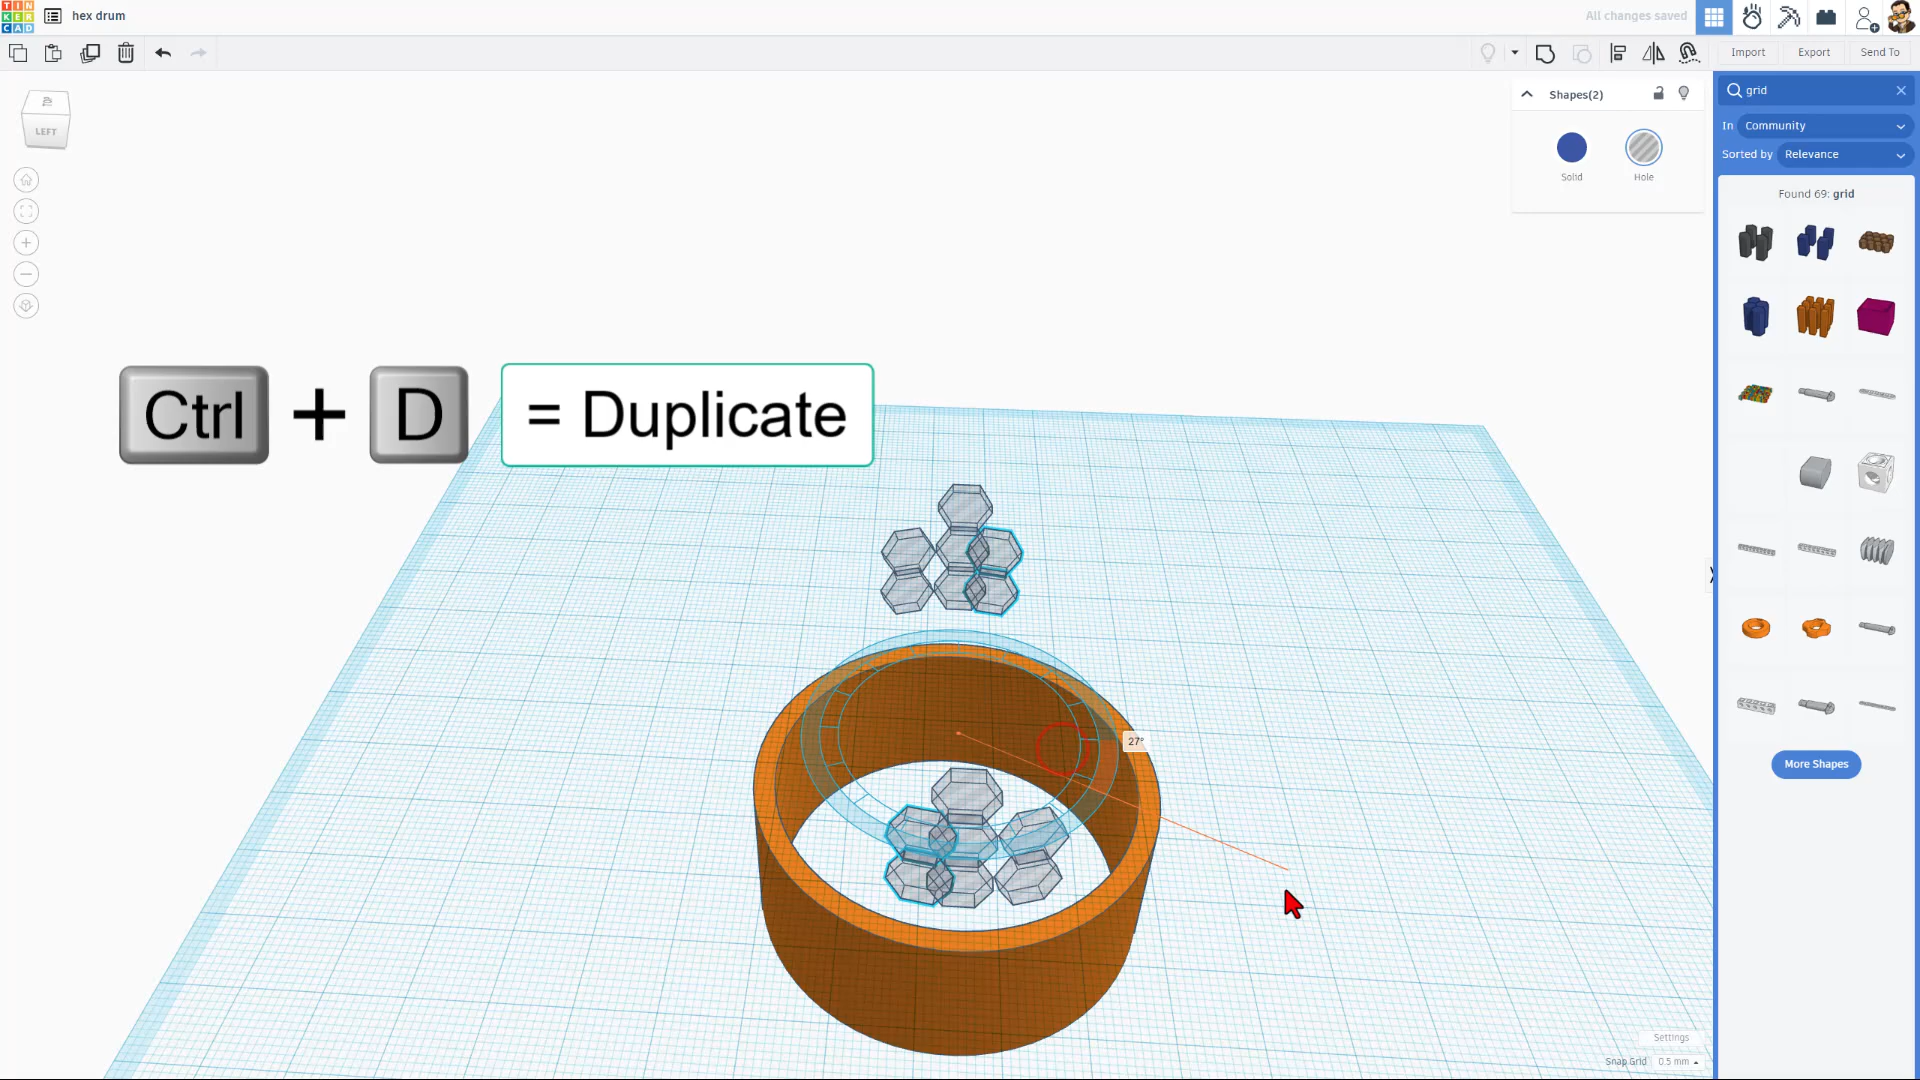 TIN
KER
CAD
hex drum
All changes saved
Import
Export
Send To
LEFT
Shapes(2)
Solid
Hole
grid
In Community
Sorted by Relevance
Found 69: grid
More Shapes
Ctrl + D = Duplicate
27°
Settings
Snap Grid 0.5 mm